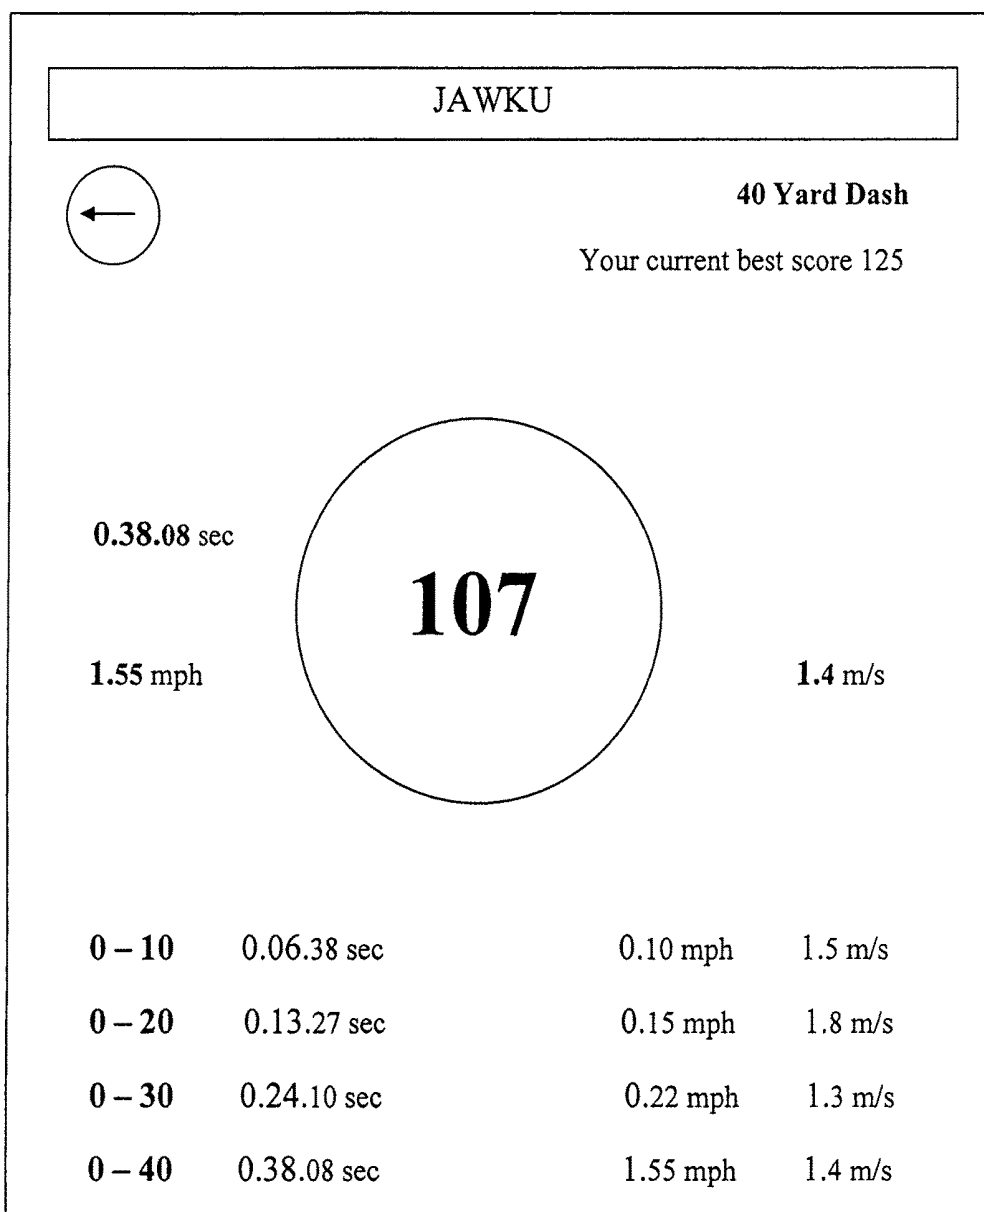 JAWKU
40 Yard Dash
Your current best score 125
0.38.08 sec
107
1.55 mph 1.4 m/s
0 – 10 0.06.38 sec 0.10 mph 1.5 m/s
0 – 20 0.13.27 sec 0.15 mph 1.8 m/s
0 – 30 0.24.10 sec 0.22 mph 1.3 m/s
0 – 40 0.38.08 sec 1.55 mph 1.4 m/s